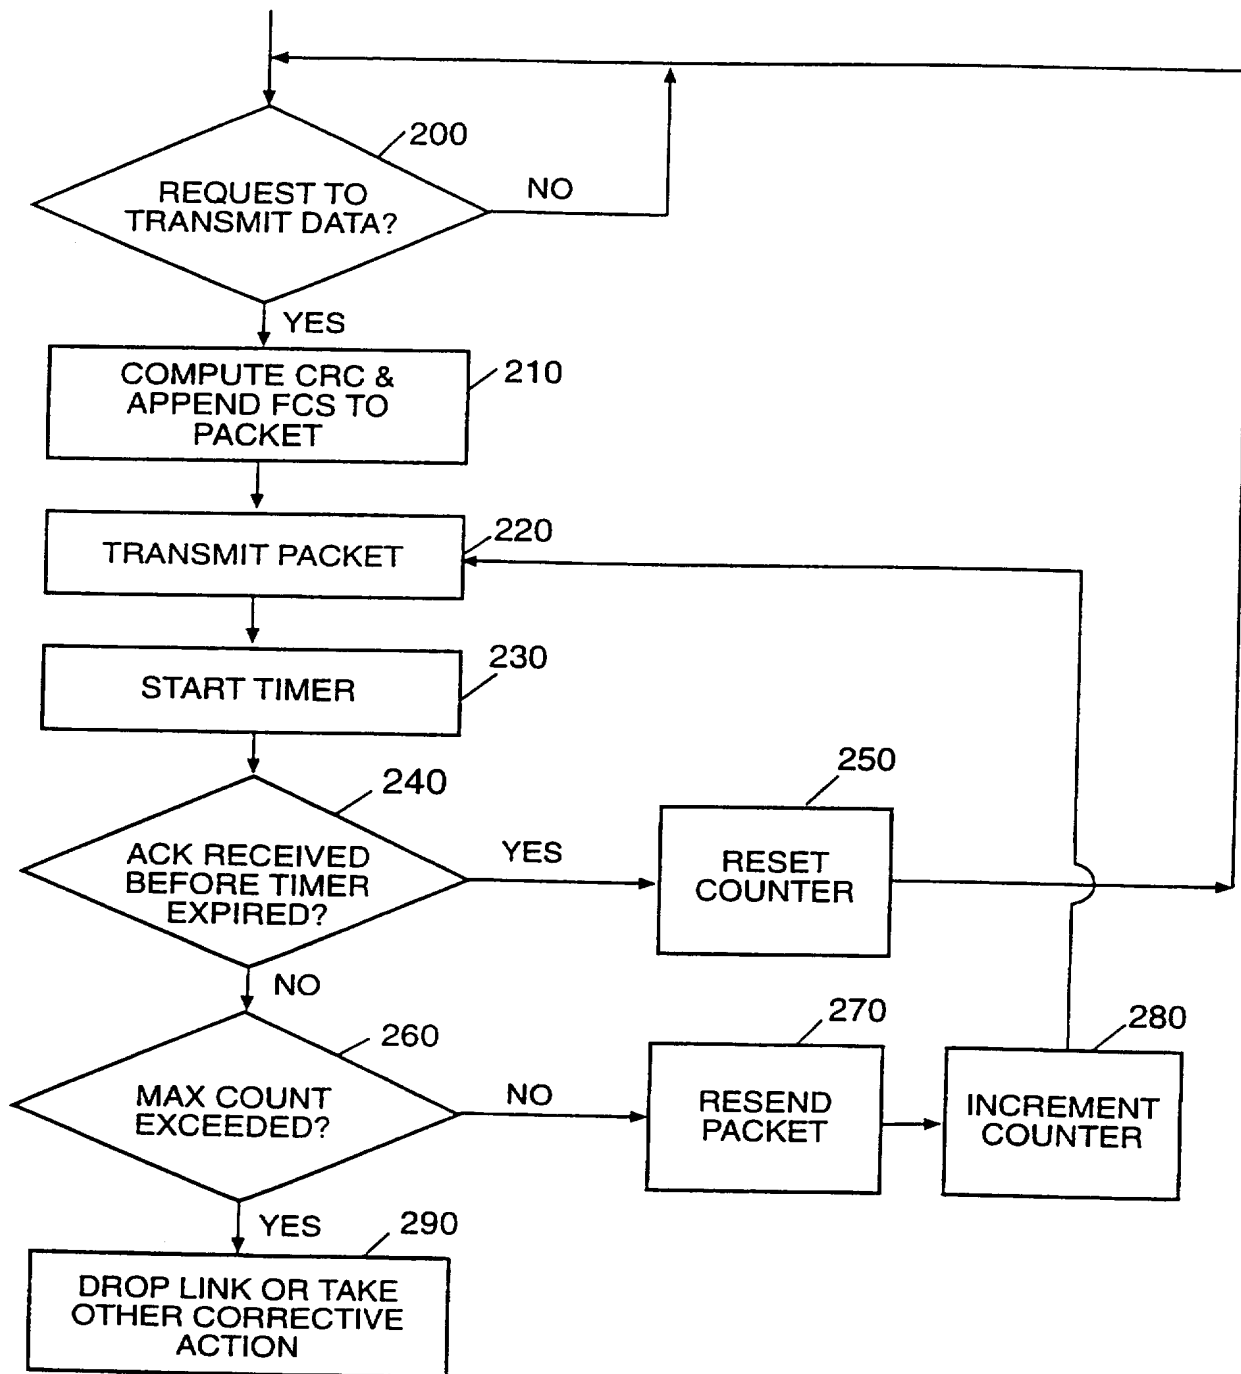 200
REQUEST TO
TRANSMIT DATA?
NO
YES
COMPUTE CRC &
APPEND FCS TO
PACKET
210
TRANSMIT PACKET
220
START TIMER
230
240
ACK RECEIVED
BEFORE TIMER
EXPIRED?
YES
250
RESET
COUNTER
NO
260
MAX COUNT
EXCEEDED?
NO
270
RESEND
PACKET
280
INCREMENT
COUNTER
YES
290
DROP LINK OR TAKE
OTHER CORRECTIVE
ACTION